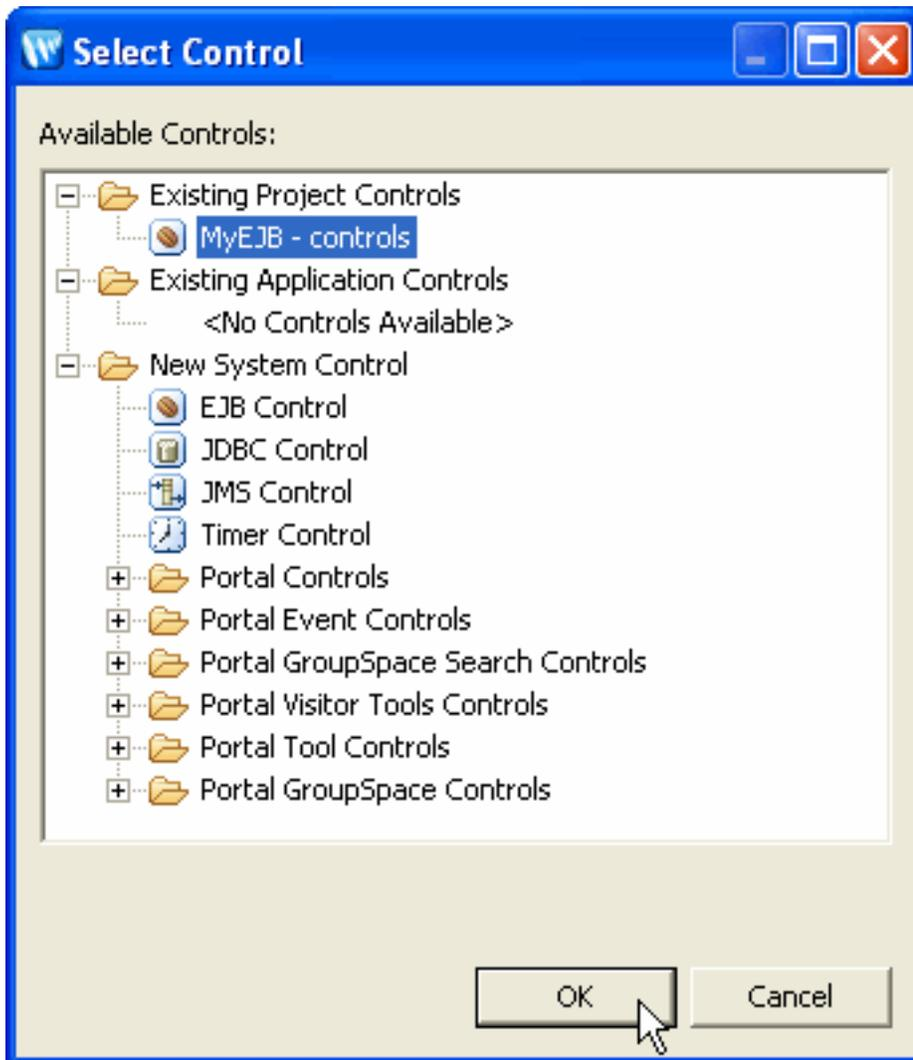 Select Control
Available Controls:
Existing Project Controls
MyEJB - controls
Existing Application Controls
<No Controls Available>
New System Control
EJB Control
JDBC Control
JMS Control
Timer Control
Portal Controls
Portal Event Controls
Portal GroupSpace Search Controls
Portal Visitor Tools Controls
Portal Tool Controls
Portal GroupSpace Controls
OK Cancel